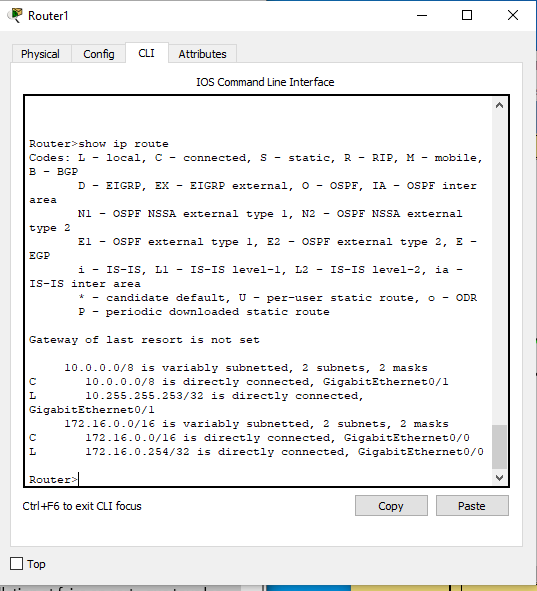 Router1
Physical Config CLI Attributes
IOS Command Line Interface
Router>show ip route
Codes: L - local, C - connected, S - static, R - RIP, M - mobile,
B - BGP
D - EIGRP, EX - EIGRP external, O - OSPF, IA - OSPF inter
area
N1 - OSPF NSSA external type 1, N2 - OSPF NSSA external
type 2
E1 - OSPF external type 1, E2 - OSPF external type 2, E -
EGP
i - IS-IS, L1 - IS-IS level-1, L2 - IS-IS level-2, ia -
IS-IS inter area
* - candidate default, U - per-user static route, o - ODR
P - periodic downloaded static route
Gateway of last resort is not set
10.0.0.0/8 is variably subnetted, 2 subnets, 2 masks
C 10.0.0.0/8 is directly connected, GigabitEthernet0/1
L 10.255.255.253/32 is directly connected,
GigabitEthernet0/1
172.16.0.0/16 is variably subnetted, 2 subnets, 2 masks
C 172.16.0.0/16 is directly connected, GigabitEthernet0/0
L 172.16.0.254/32 is directly connected, GigabitEthernet0/0
Router>
Ctrl+F6 to exit CLI focus
Copy
Paste
Top